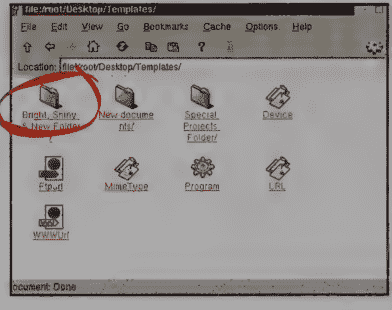 file:/root/Desktop/Templates/
File Edit View Go Bookmarks Cache Options Help
Location: file:/root/Desktop/Templates/
Bright, Shiny
& New Folder
/
New docume
nts/
Special
Projects
Folder/
Device
Ftpurl
MimeType
Program
URL
WWWUrl
Document: Done